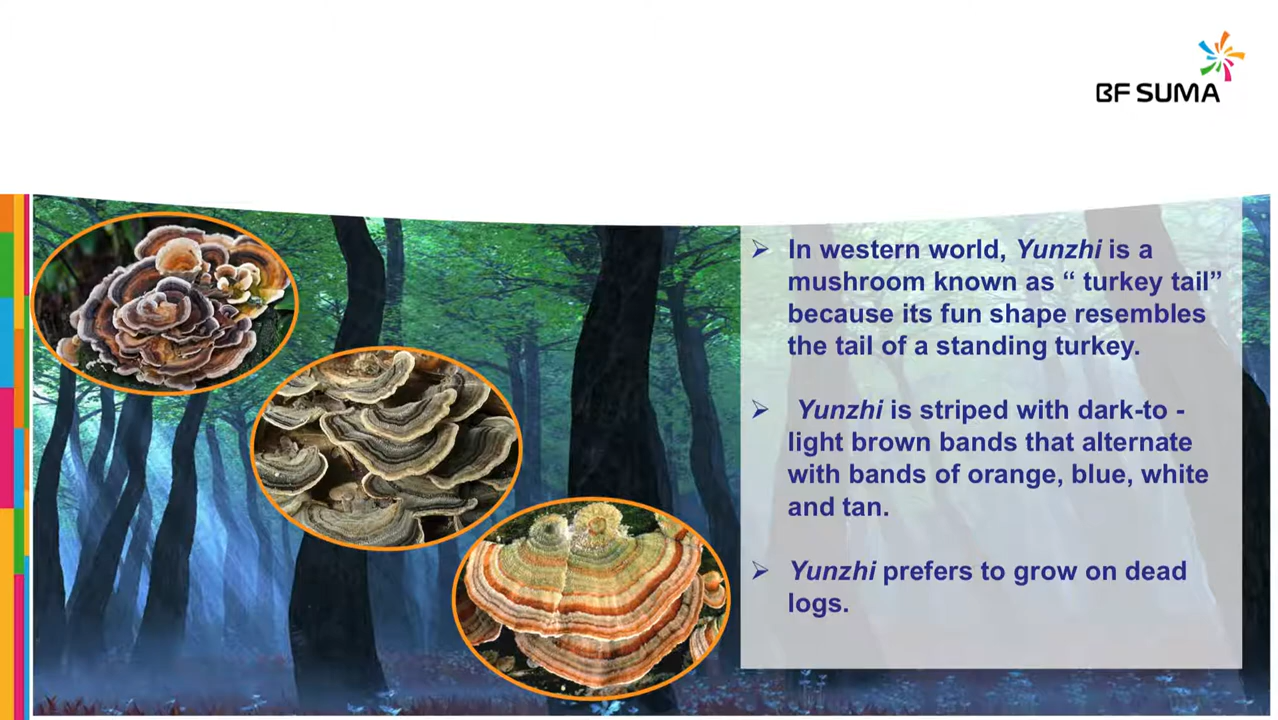 BF SUMA
➢ In western world, Yunzhi is a
mushroom known as “ turkey tail”
because its fun shape resembles
the tail of a standing turkey.
➢ Yunzhi is striped with dark-to -
light brown bands that alternate
with bands of orange, blue, white
and tan.
➢ Yunzhi prefers to grow on dead
logs.